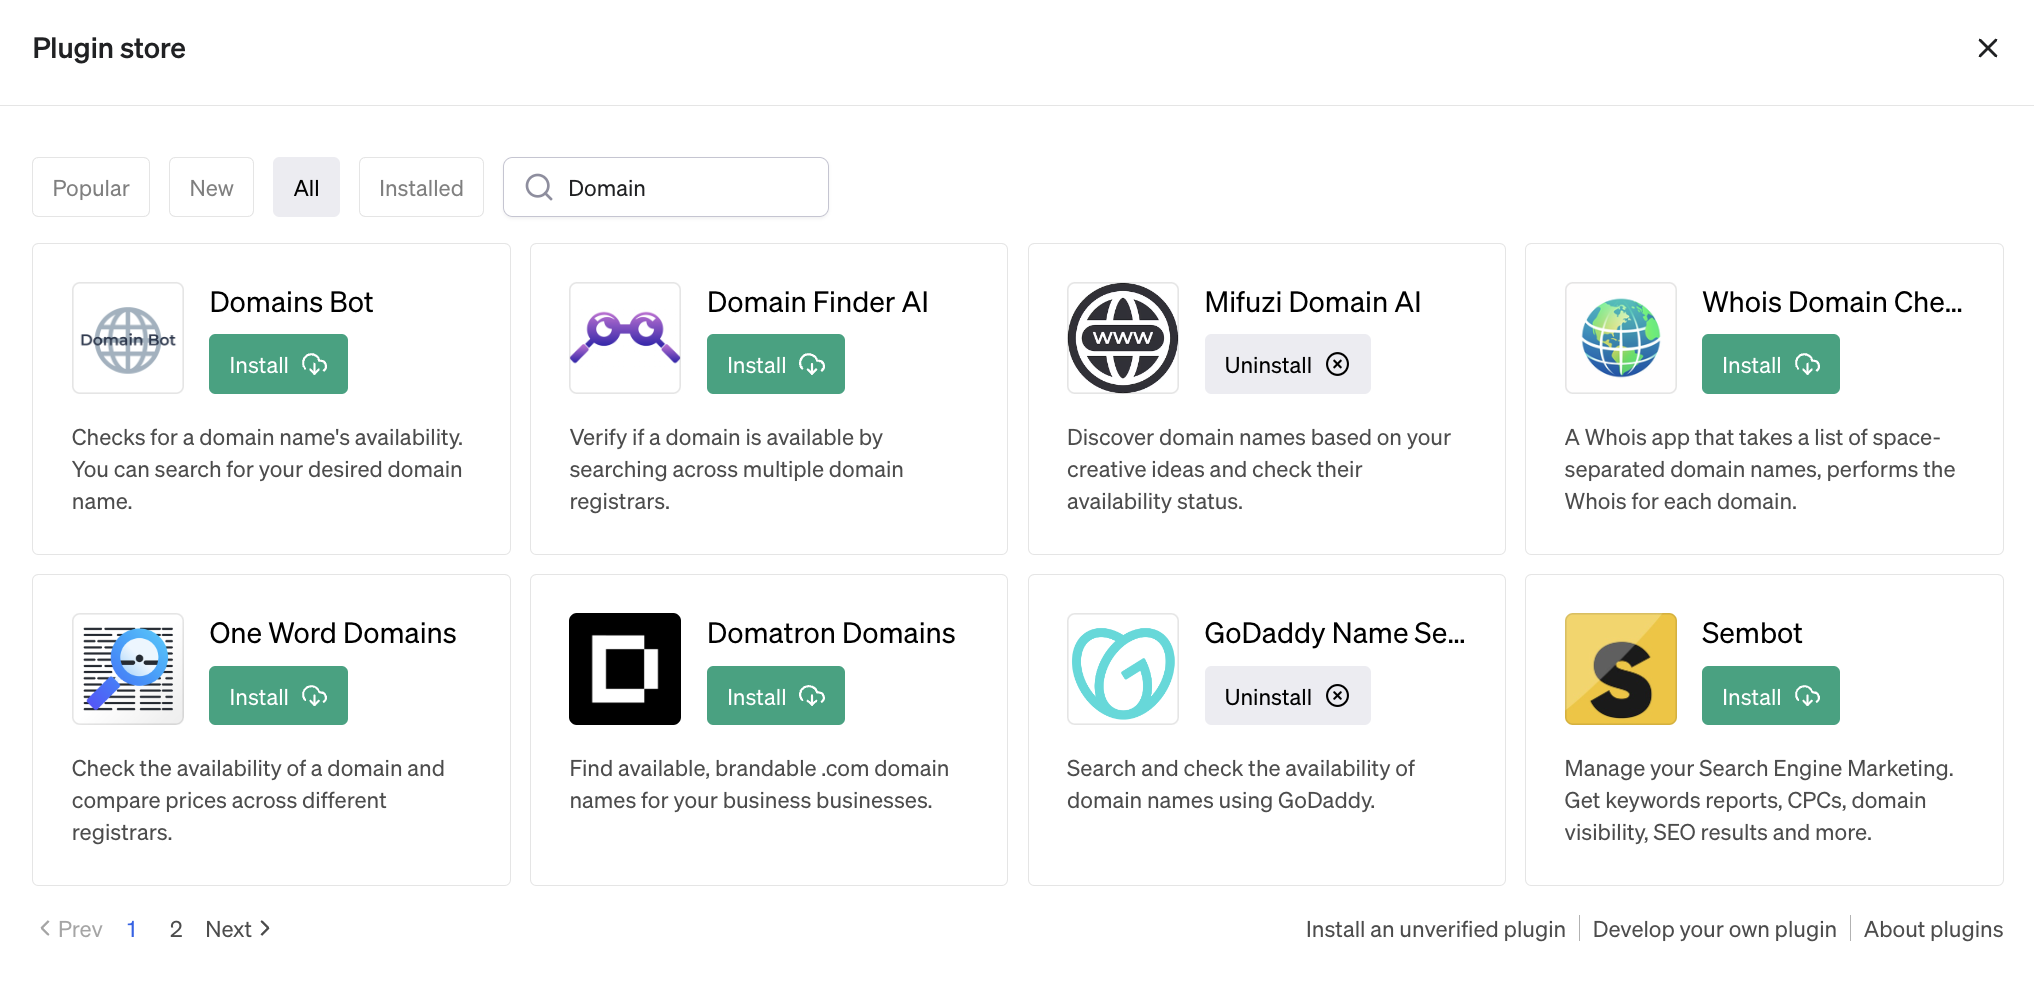 Plugin store
Popular
New
All
Installed
Domain
Domain Bot
Domains Bot
Install
Checks for a domain name's availability.
You can search for your desired domain
name.
Domain Finder AI
Install
Verify if a domain is available by
searching across multiple domain
registrars.
www
Mifuzi Domain AI
Uninstall
Discover domain names based on your
creative ideas and check their
availability status.
Whois Domain Che...
Install
A Whois app that takes a list of space-
separated domain names, performs the
Whois for each domain.
One Word Domains
Install
Check the availability of a domain and
compare prices across different
registrars.
Domatron Domains
Install
Find available, brandable .com domain
names for your business businesses.
GoDaddy Name Se...
Uninstall
Search and check the availability of
domain names using GoDaddy.
S
Sembot
Install
Manage your Search Engine Marketing.
Get keywords reports, CPCs, domain
visibility, SEO results and more.
Prev 1 2 Next
Install an unverified plugin
Develop your own plugin
About plugins